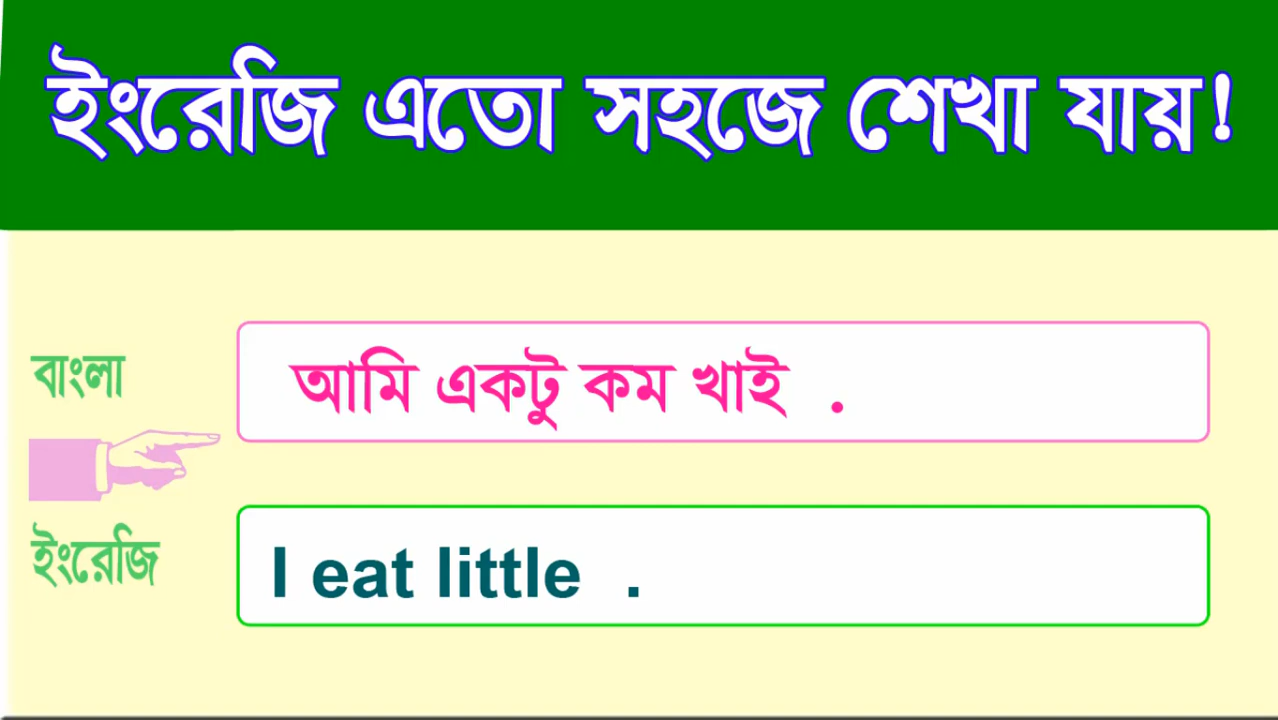 ইংরেজি এতো সহজে শেখা যায়!
বাংলা
আমি একটু কম খাই .
ইংরেজি
I eat little .